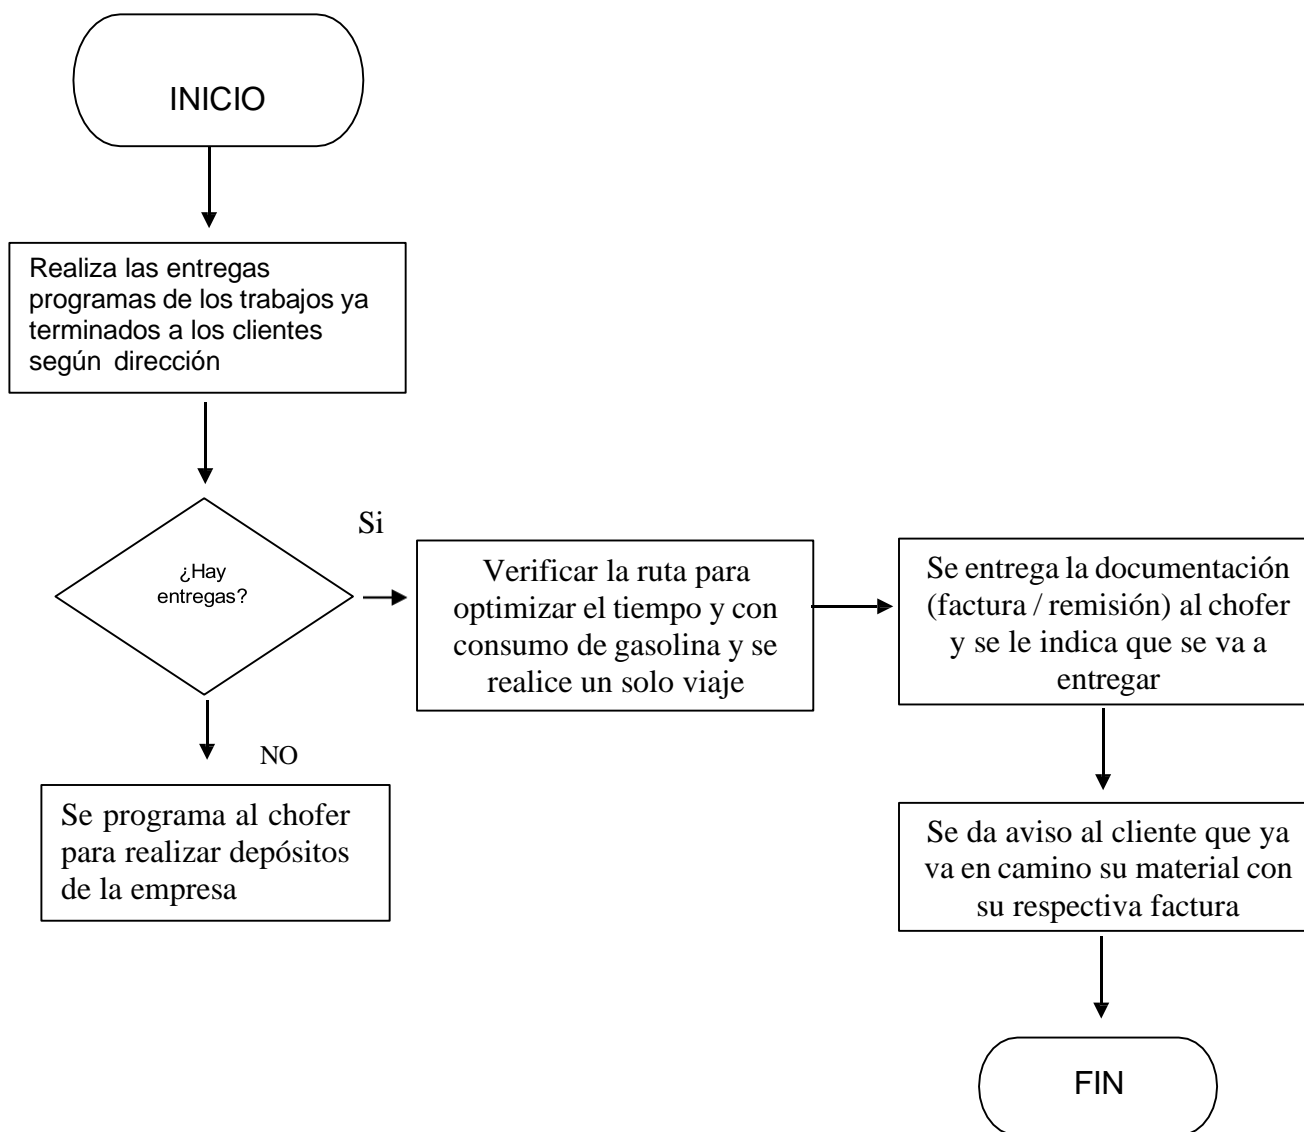 INICIO
Realiza las entregas
programas de los trabajos ya
terminados a los clientes
según dirección
¿Hay
entregas?
Si
Verificar la ruta para
optimizar el tiempo y con
consumo de gasolina y se
realice un solo viaje
Se entrega la documentación
(factura / remisión) al chofer
y se le indica que se va a
entregar
NO
Se programa al chofer
para realizar depósitos
de la empresa
Se da aviso al cliente que ya
va en camino su material con
su respectiva factura
FIN